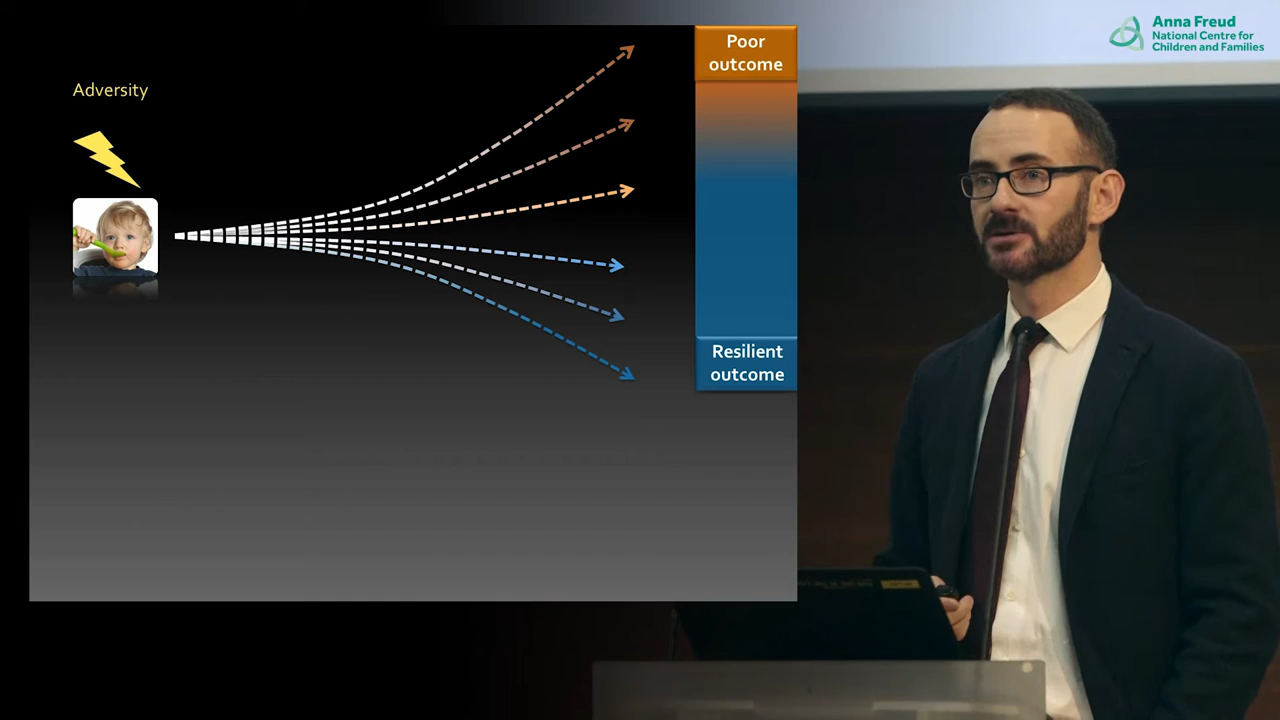 Adversity
Poor
outcome
Resilient
outcome
Anna Freud
National Centre for
Children and Families